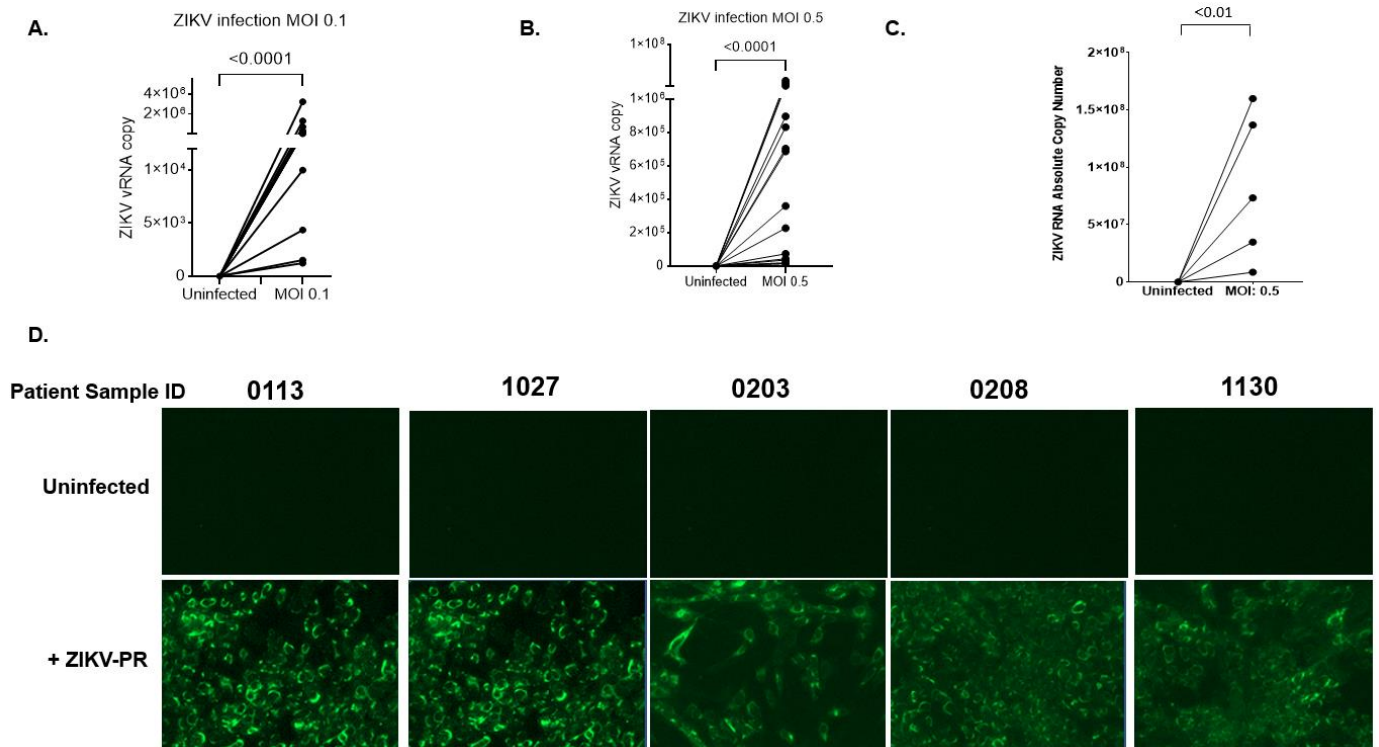 A.
ZIKV infection MOI 0.1
<0.0001
4×10⁶
2×10⁶
1×10⁴
5×10³
0
ZIKV vRNA copy
Uninfected MOI 0.1
B.
ZIKV infection MOI 0.5
<0.0001
1×10⁸
1×10⁶
8×10⁵
6×10⁵
4×10⁵
2×10⁵
0
ZIKV vRNA copy
Uninfected MOI 0.5
C.
<0.01
2×10⁸
1.5×10⁸
1×10⁸
5×10⁷
0
ZIKV RNA Absolute Copy Number
Uninfected MOI: 0.5
D.
Patient Sample ID 0113 1027 0203 0208 1130
Uninfected
+ ZIKV-PR